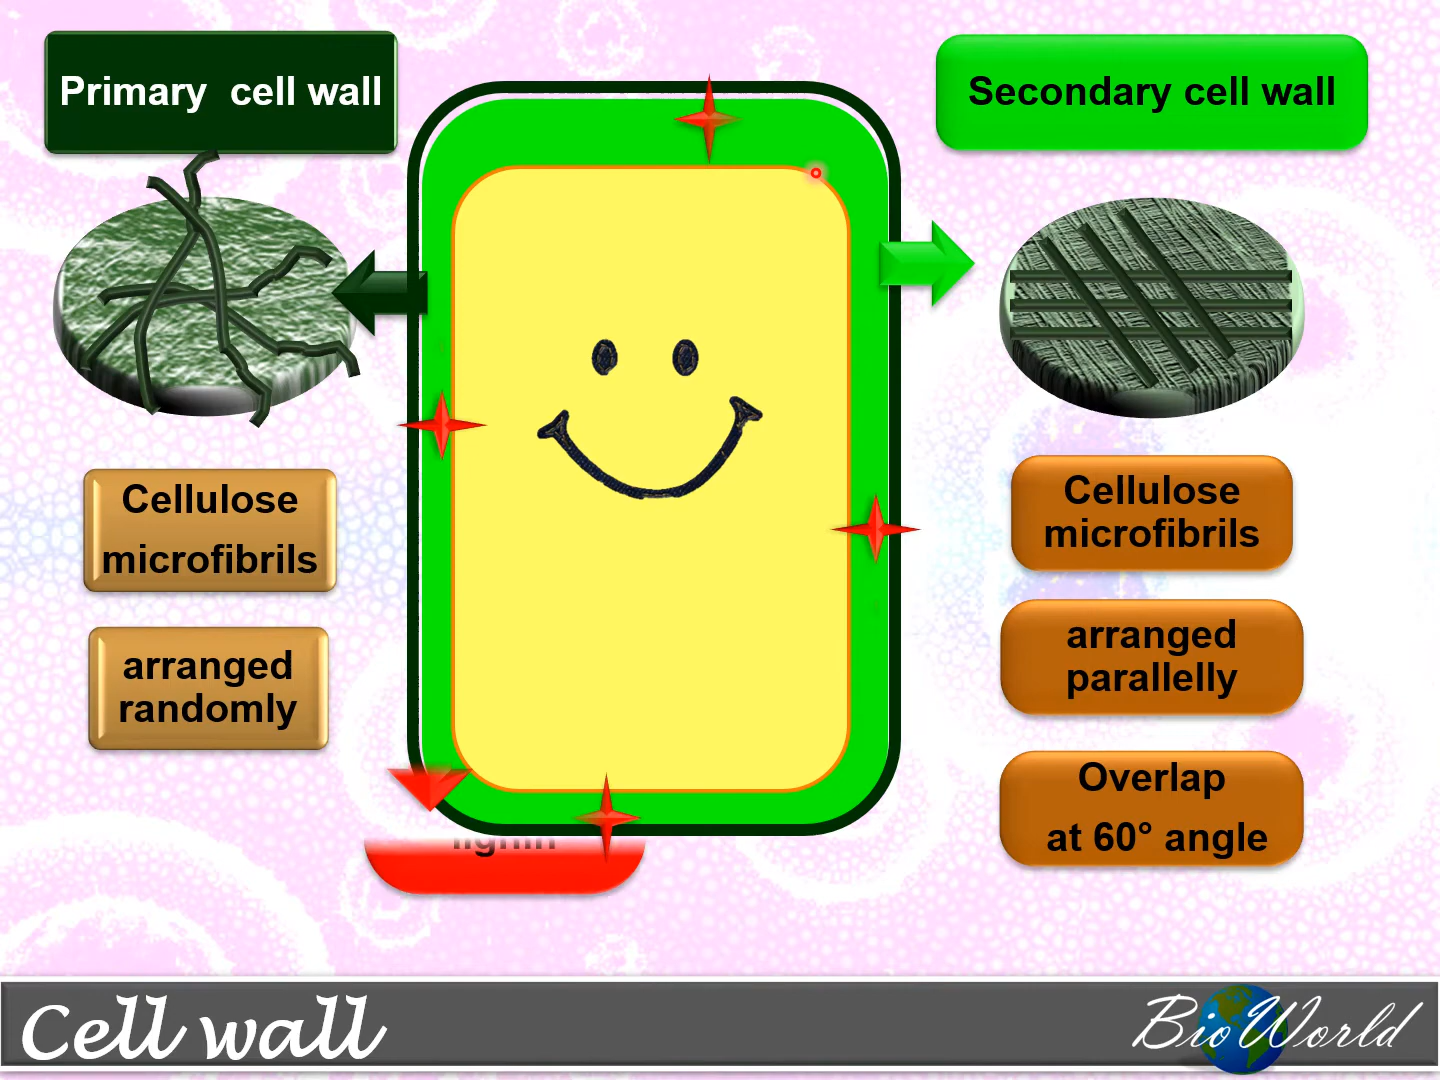 Primary cell wall
Secondary cell wall
Cellulose
microfibrils
arranged
randomly
Cellulose
microfibrils
arranged
parallelly
Overlap
at 60° angle
lignin
Cell wall
BioWorld